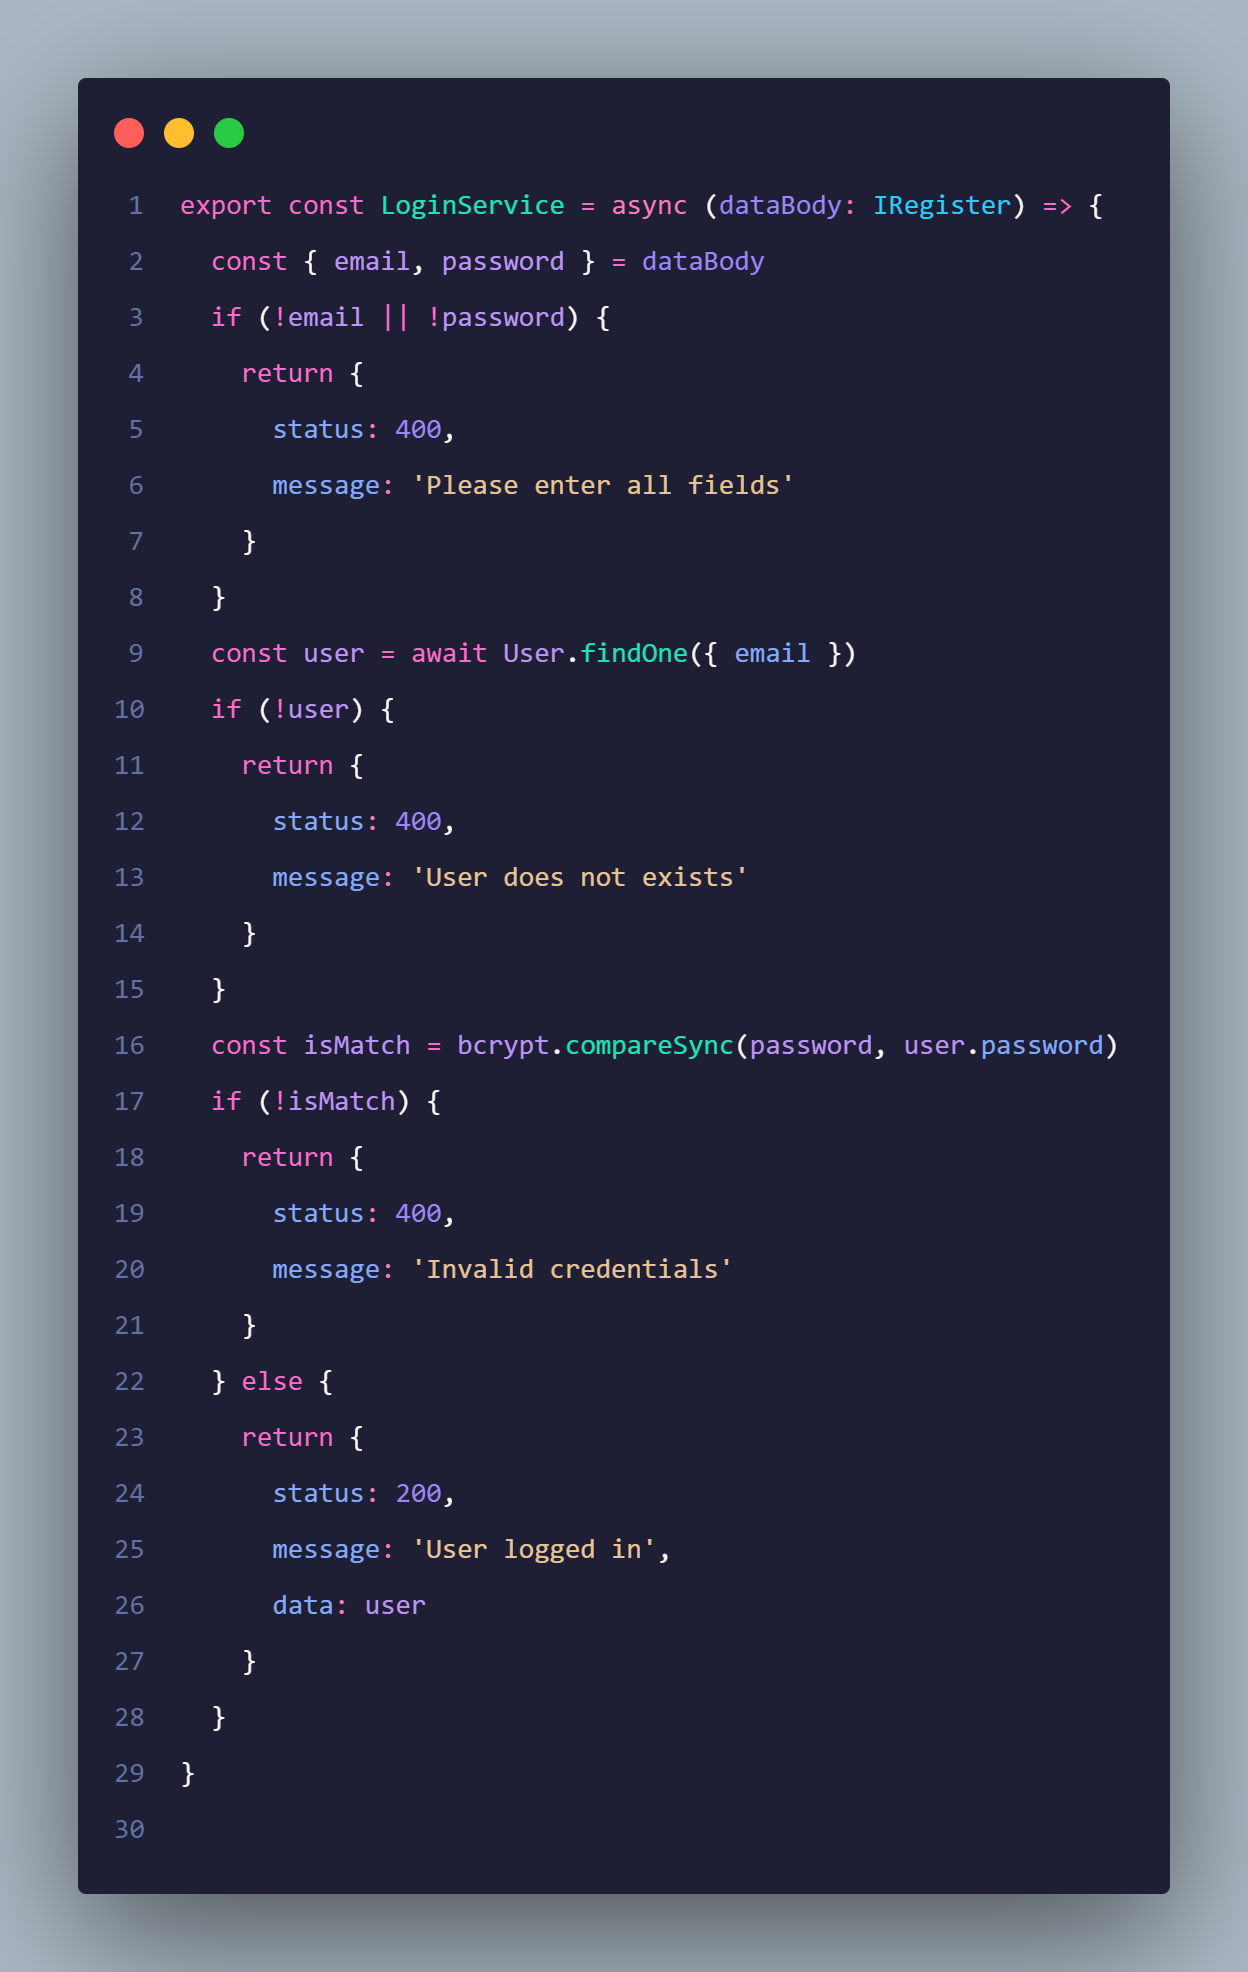 1 export const LoginService = async (dataBody: IRegister) => {
2   const { email, password } = dataBody
3   if (!email || !password) {
4     return {
5       status: 400,
6       message: 'Please enter all fields'
7     }
8   }
9   const user = await User.findOne({ email })
10   if (!user) {
11     return {
12       status: 400,
13       message: 'User does not exists'
14     }
15   }
16   const isMatch = bcrypt.compareSync(password, user.password)
17   if (!isMatch) {
18     return {
19       status: 400,
20       message: 'Invalid credentials'
21     }
22   } else {
23     return {
24       status: 200,
25       message: 'User logged in',
26       data: user
27     }
28   }
29 }
30